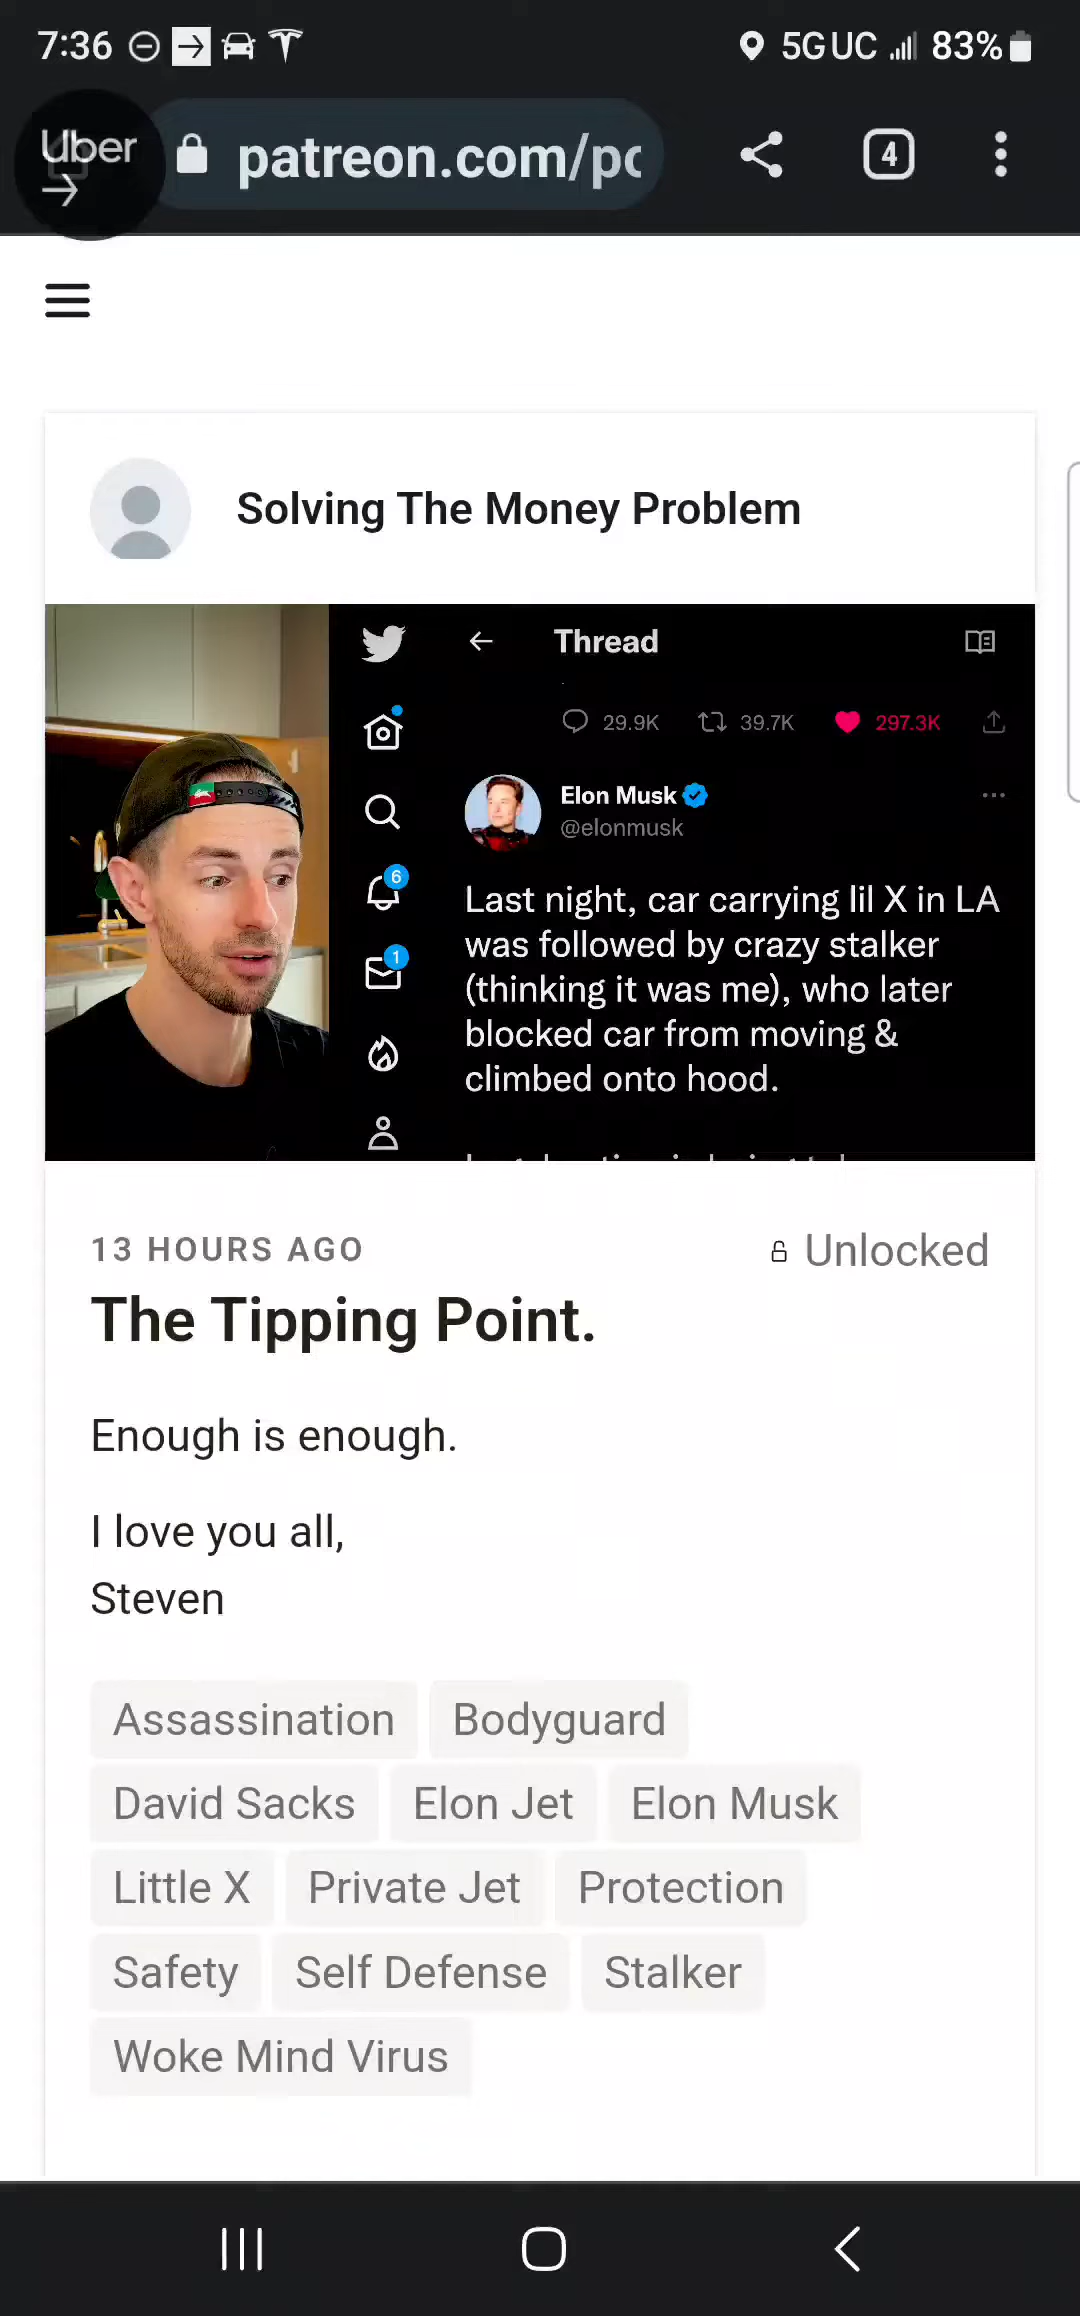 7:36 5G UC 83%
Uber
patreon.com/pc
4
Solving The Money Problem
Thread
29.9K 39.7K 297.3K
Elon Musk
@elonmusk
6
Last night, car carrying lil X in LA
was followed by crazy stalker
1
(thinking it was me), who later
blocked car from moving &
climbed onto hood.
13 HOURS AGO
Unlocked
The Tipping Point.
Enough is enough.
I love you all,
Steven
Assassination Bodyguard
David Sacks Elon Jet Elon Musk
Little X Private Jet Protection
Safety Self Defense Stalker
Woke Mind Virus